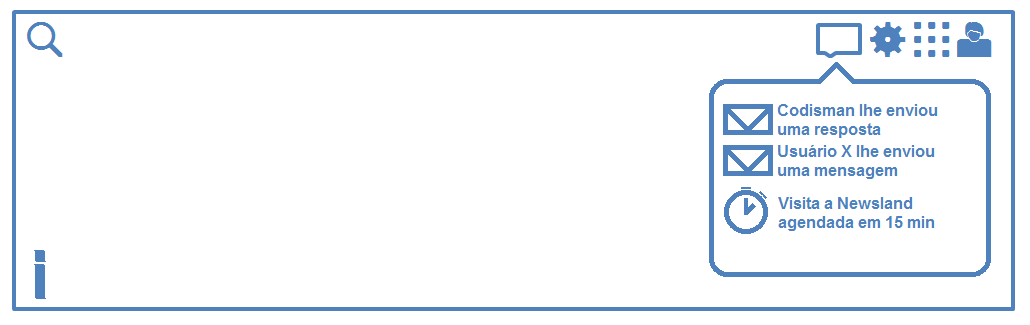 Codisman lhe enviou
uma resposta
Usuário X lhe enviou
uma mensagem
Visita a Newsland
agendada em 15 min
i